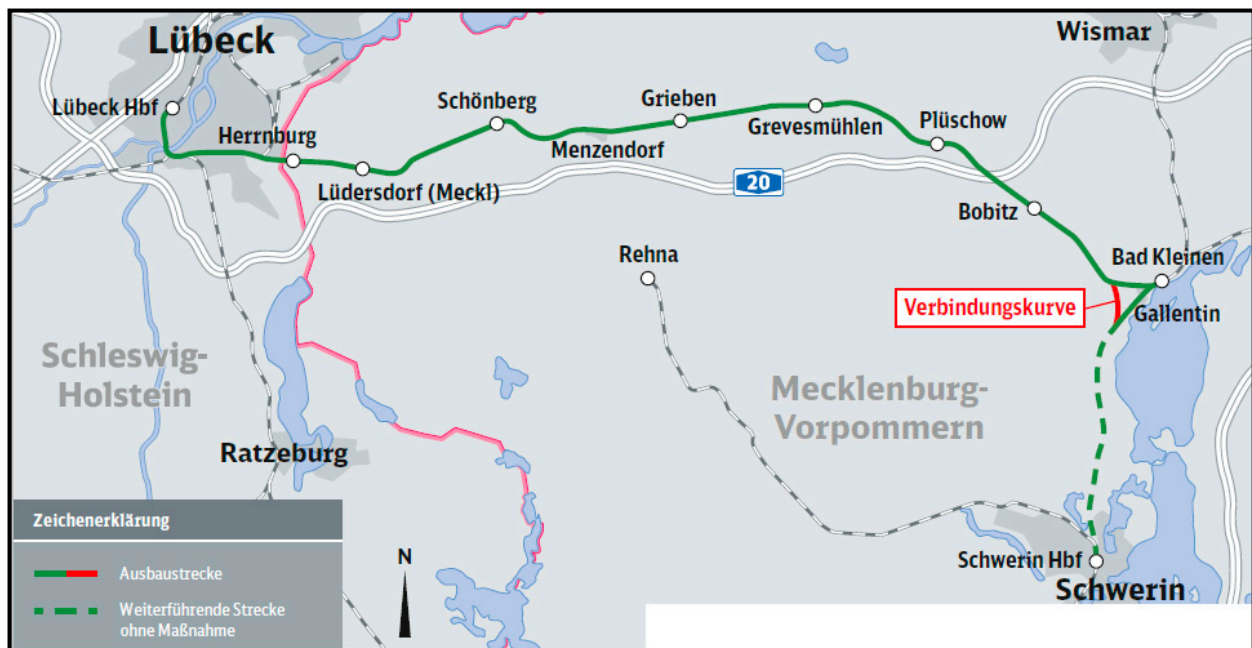 Lübeck
Wismar
Lübeck Hbf
Schönberg
Grieben
Herrnburg
Grevesmühlen
Plüschow
Menzendorf
Lüdersdorf (Meckl)
20
Bobitz
Rehna
Bad Kleinen
Verbindungskurve
Gallentin
Schleswig-
Holstein
Mecklenburg-
Vorpommern
Ratzeburg
Zeichenerklärung
N
Ausbaustrecke
Schwerin Hbf
Schwerin
Weiterführende Strecke
ohne Maßnahme